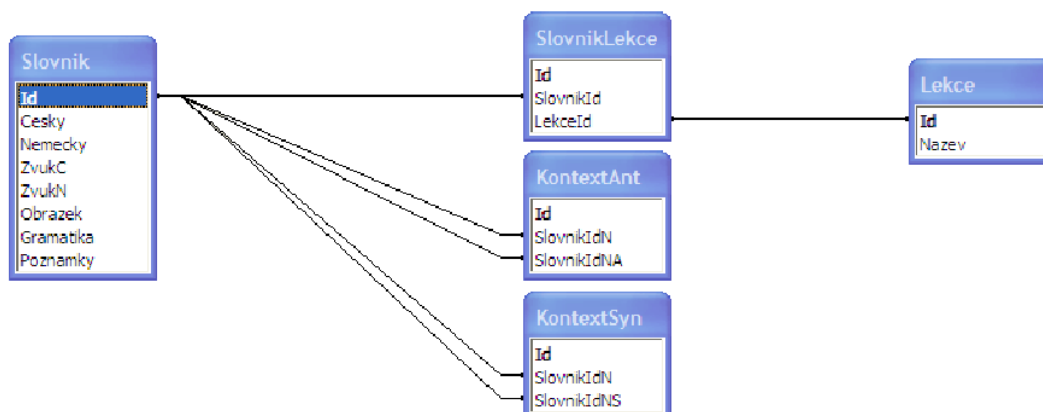 Slovnik
Id
Cesky
Nemecky
ZvukC
ZvukN
Obrazek
Gramatika
Poznamky
SlovnikLekce
Id
SlovnikId
LekceId
KontextAnt
Id
SlovnikIdN
SlovnikIdNA
KontextSyn
Id
SlovnikIdN
SlovnikIdNS
Lekce
Id
Nazev